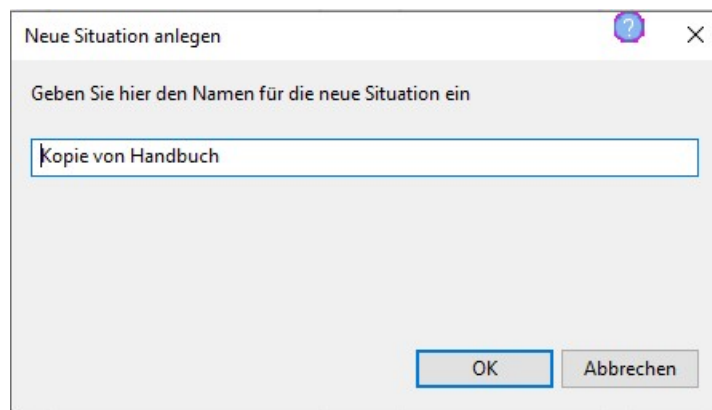 Neue Situation anlegen
?
Geben Sie hier den Namen für die neue Situation ein
Kopie von Handbuch
OK
Abbrechen